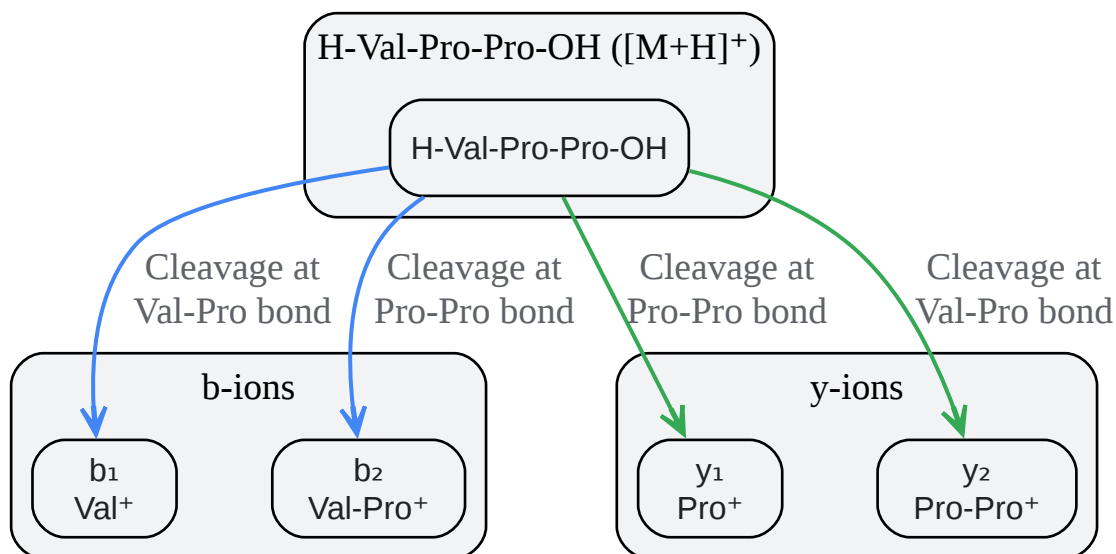 H-Val-Pro-Pro-OH ([M+H]⁺)
H-Val-Pro-Pro-OH
Cleavage at
Val-Pro bond
Cleavage at
Pro-Pro bond
Cleavage at
Pro-Pro bond
Cleavage at
Val-Pro bond
b-ions
b₁
Val⁺
b₂
Val-Pro⁺
y-ions
y₁
Pro⁺
y₂
Pro-Pro⁺